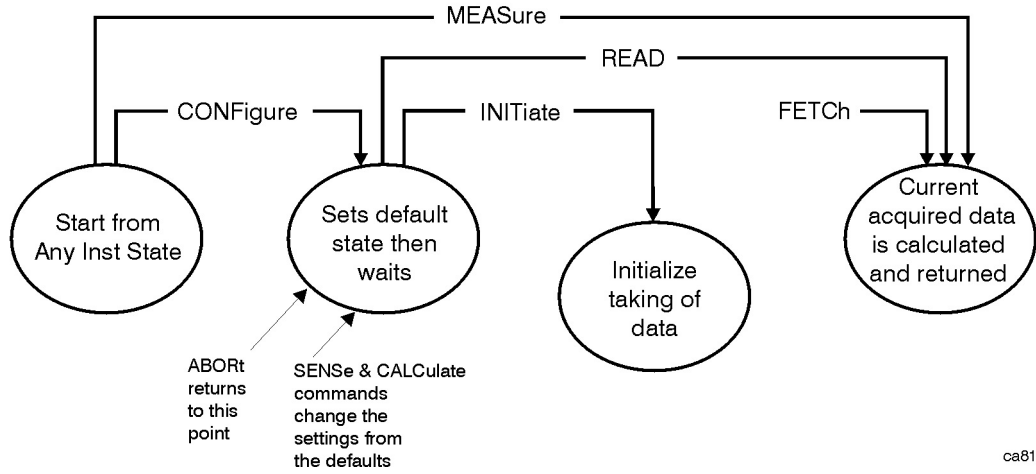 MEASure
READ
CONFigure
INITiate
FETCh
Start from
Any Inst State
Sets default
state then
waits
Initialize
taking of
data
Current
acquired data
is calculated
and returned
ABORt
returns
to this
point
SENSe & CALCulate
commands
change the
settings from
the defaults
ca81